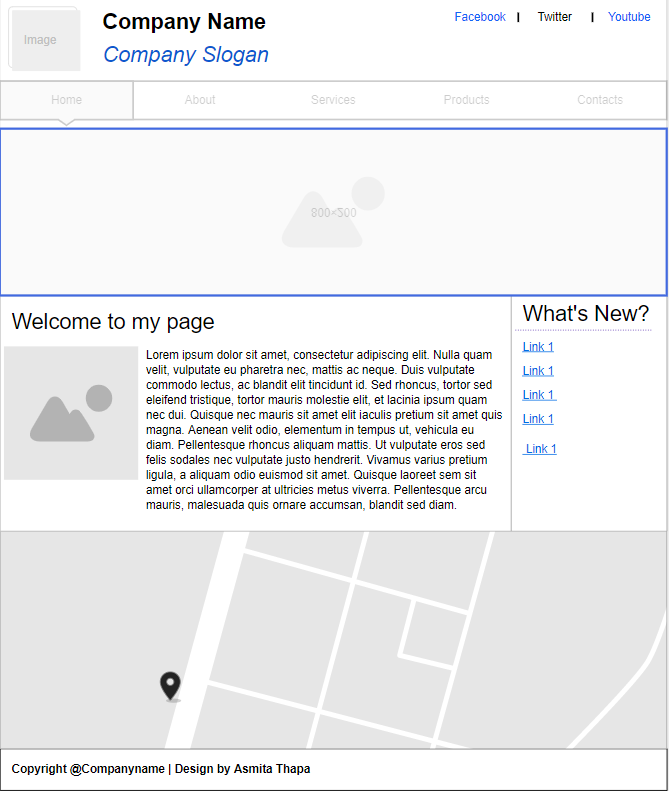 Image
Company Name
Company Slogan
Facebook | Twitter | Youtube
Home About Services Products Contacts
800×200
Welcome to my page
Lorem ipsum dolor sit amet, consectetur adipiscing elit. Nulla quam
velit, vulputate eu pharetra nec, mattis ac neque. Duis vulputate
commodo lectus, ac blandit elit tincidunt id. Sed rhoncus, tortor sed
eleifend tristique, tortor mauris molestie elit, et lacinia ipsum quam
nec dui. Quisque nec mauris sit amet elit iaculis pretium sit amet quis
magna. Aenean velit odio, elementum in tempus ut, vehicula eu
diam. Pellentesque rhoncus aliquam mattis. Ut vulputate eros sed
felis sodales nec vulputate justo hendrerit. Vivamus varius pretium
ligula, a aliquam odio euismod sit amet. Quisque laoreet sem sit
amet orci ullamcorper at ultricies metus viverra. Pellentesque arcu
mauris, malesuada quis ornare accumsan, blandit sed diam.
What's New?
Link 1
Link 1
Link 1
Link 1
Link 1
Copyright @Companyname | Design by Asmita Thapa